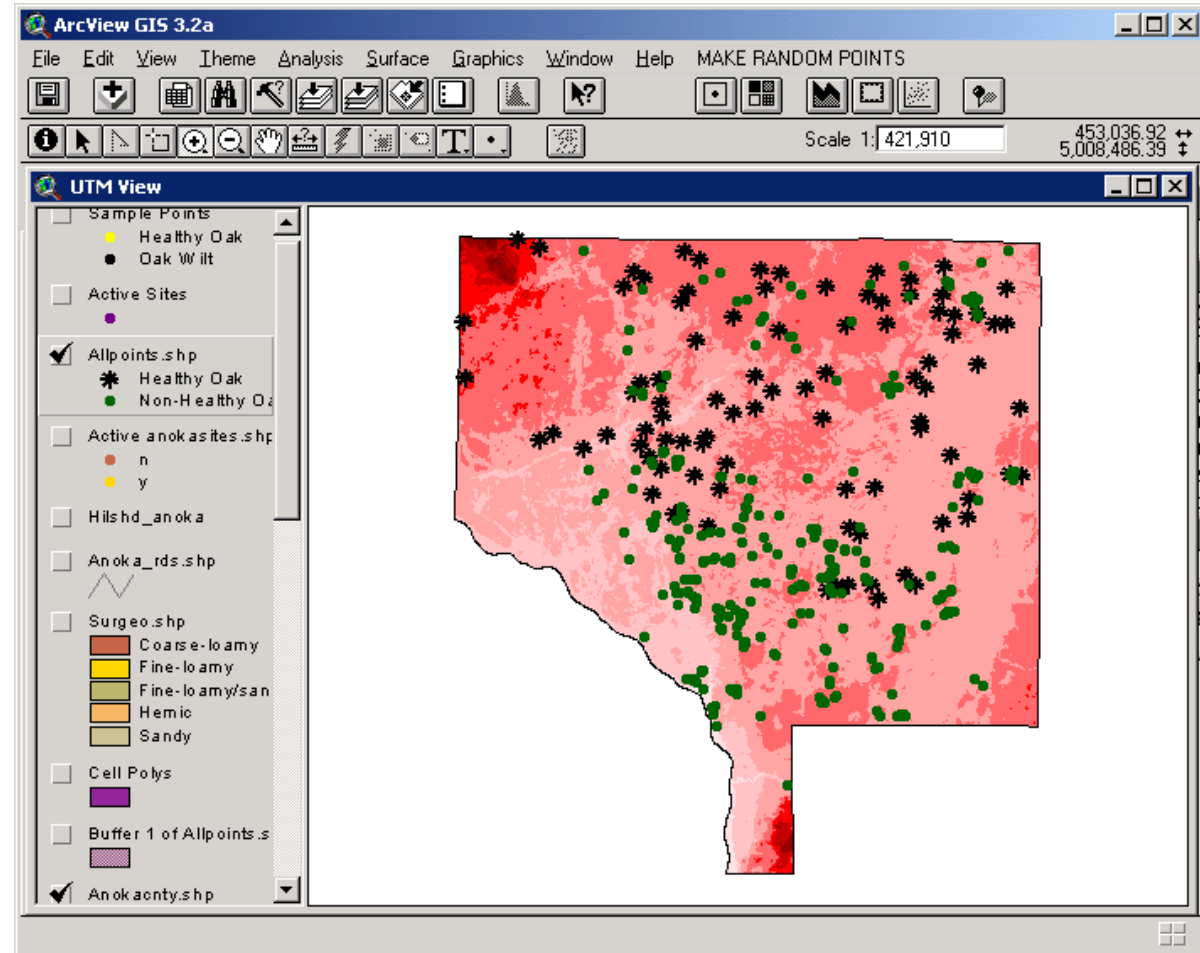 ArcView GIS 3.2a
File Edit View Theme Analysis Surface Graphics Window Help MAKE RANDOM POINTS
Scale 1: 421,910
453,036.92
5,008,486.39
UTM View
Sample Points
Healthy Oak
Oak Wilt
Active Sites
Allpoints.shp
Healthy Oak
Non-Healthy Oa
Active anokasites.shp
n
y
Hilshd_anoka
Anoka_rds.shp
Surgeo.shp
Coarse-loamy
Fine-loamy
Fine-loamy/san
Hemic
Sandy
Cell Polys
Buffer 1 of Allpoints.s
Anokacnty.shp